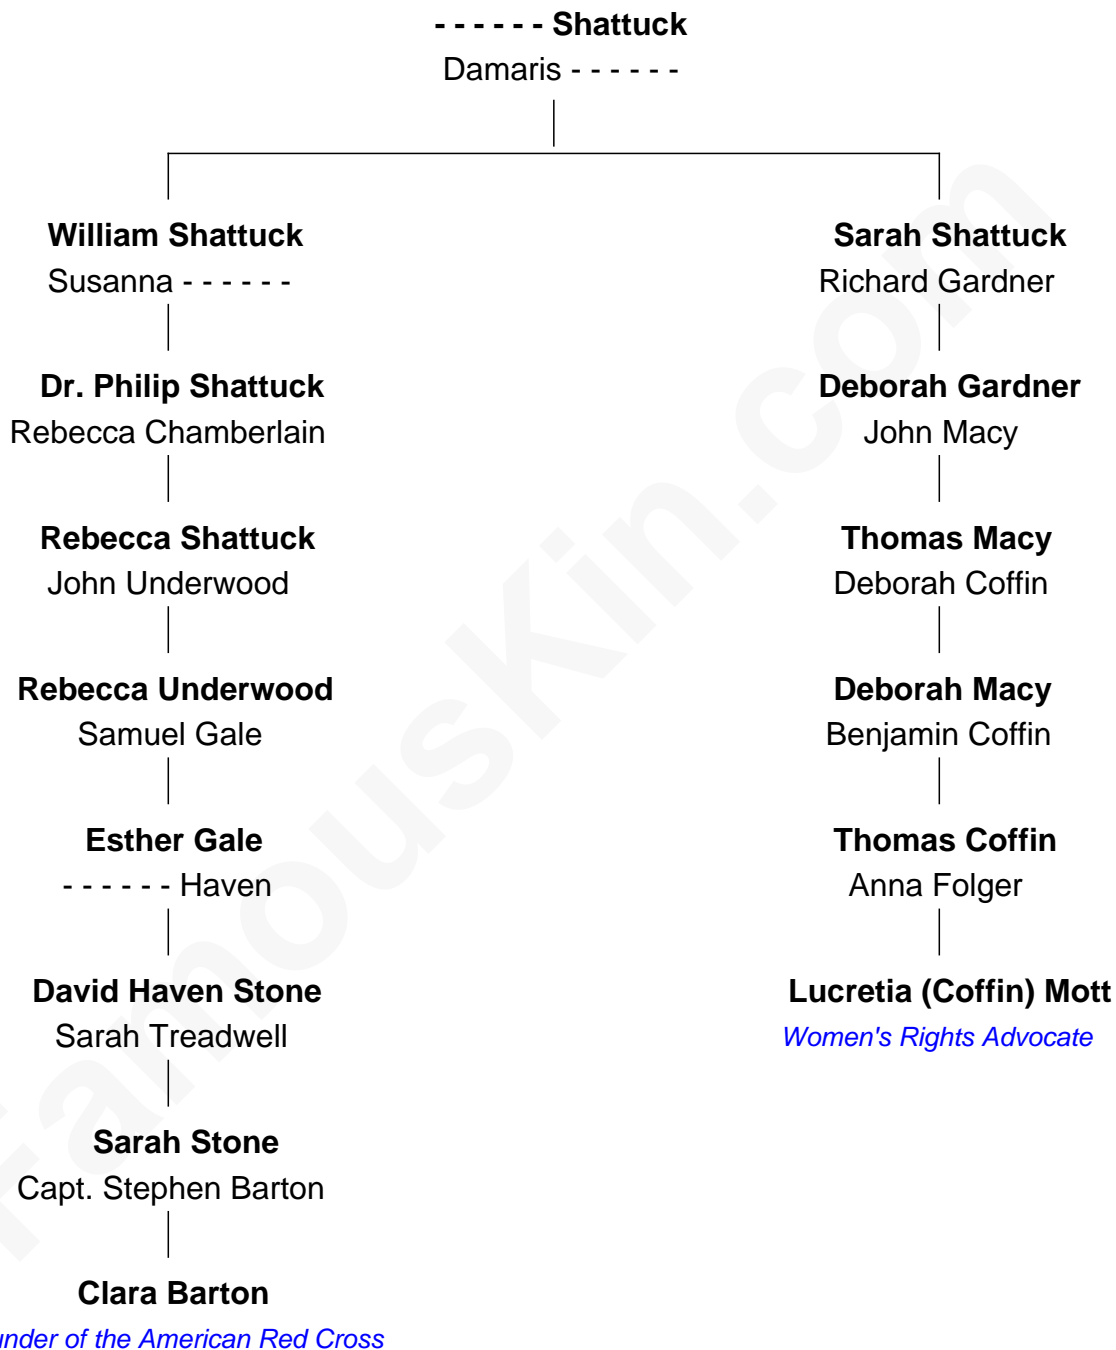 - - - - - - Shattuck
Damaris - - - - - -
William Shattuck
Susanna - - - - - -
Dr. Philip Shattuck
Rebecca Chamberlain
Rebecca Shattuck
John Underwood
Rebecca Underwood
Samuel Gale
Esther Gale
- - - - - - Haven
David Haven Stone
Sarah Treadwell
Sarah Stone
Capt. Stephen Barton
Clara Barton
under of the American Red Cross
Sarah Shattuck
Richard Gardner
Deborah Gardner
John Macy
Thomas Macy
Deborah Coffin
Deborah Macy
Benjamin Coffin
Thomas Coffin
Anna Folger
Lucretia (Coffin) Mott
Women's Rights Advocate
FamousKin.com